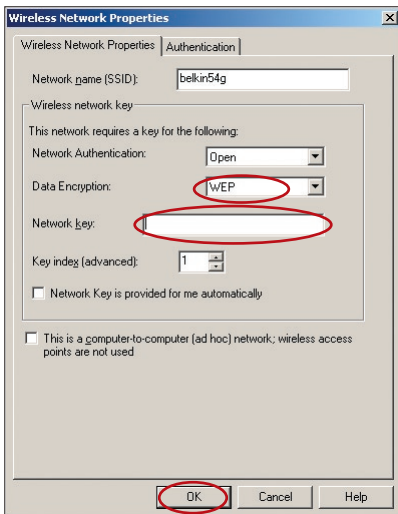 Wireless Network Properties
Wireless Network Properties Authentication
Network name (SSID): belkin54g
Wireless network key
This network requires a key for the following:
Network Authentication: Open
Data Encryption: WEP
Network key:
Key index (advanced): 1
Network Key is provided for me automatically
This is a computer-to-computer (ad hoc) network; wireless access
points are not used
OK Cancel Help